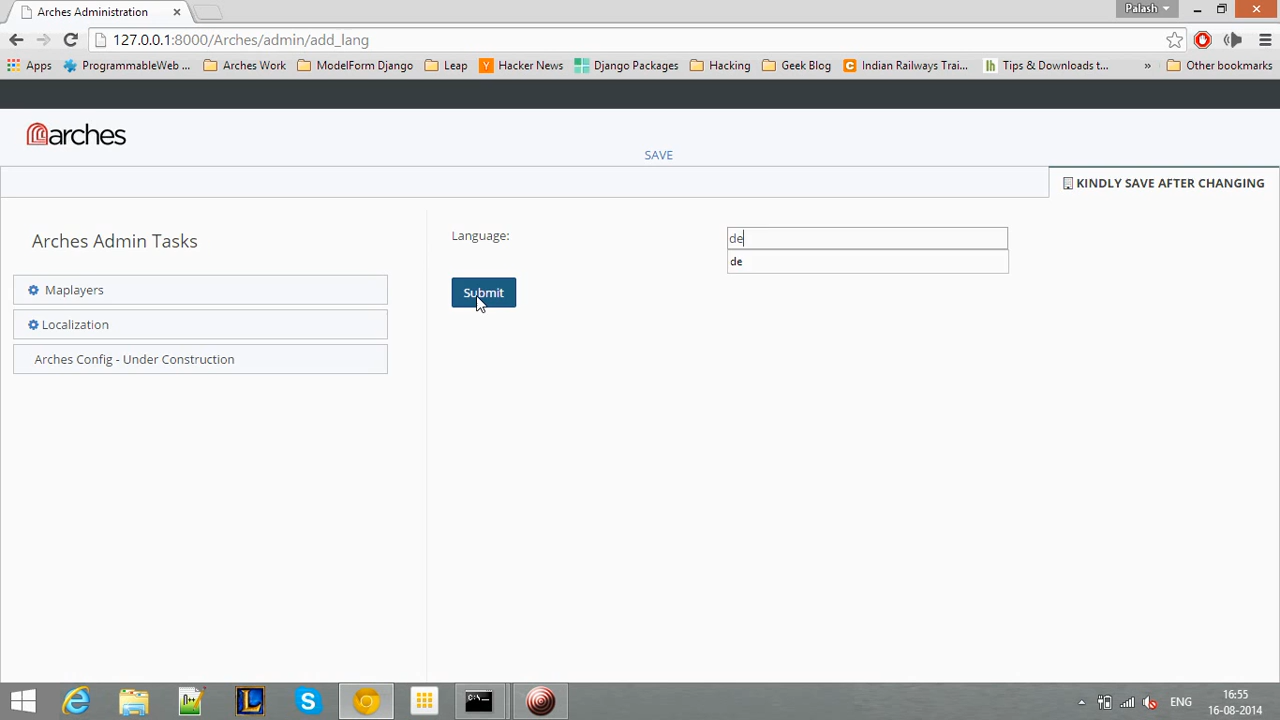 Arches Administration
Palash
127.0.0.1:8000/Arches/admin/add_lang
Apps
ProgrammableWeb ...
Arches Work
ModelForm Django
Leap
Hacker News
Django Packages
Hacking
Geek Blog
Indian Railways Trai...
Tips & Downloads t...
»
Other bookmarks
arches
SAVE
KINDLY SAVE AFTER CHANGING
Arches Admin Tasks
Language:
de
de
Maplayers
Submit
Localization
Arches Config - Under Construction
ENG
16:55
16-08-2014